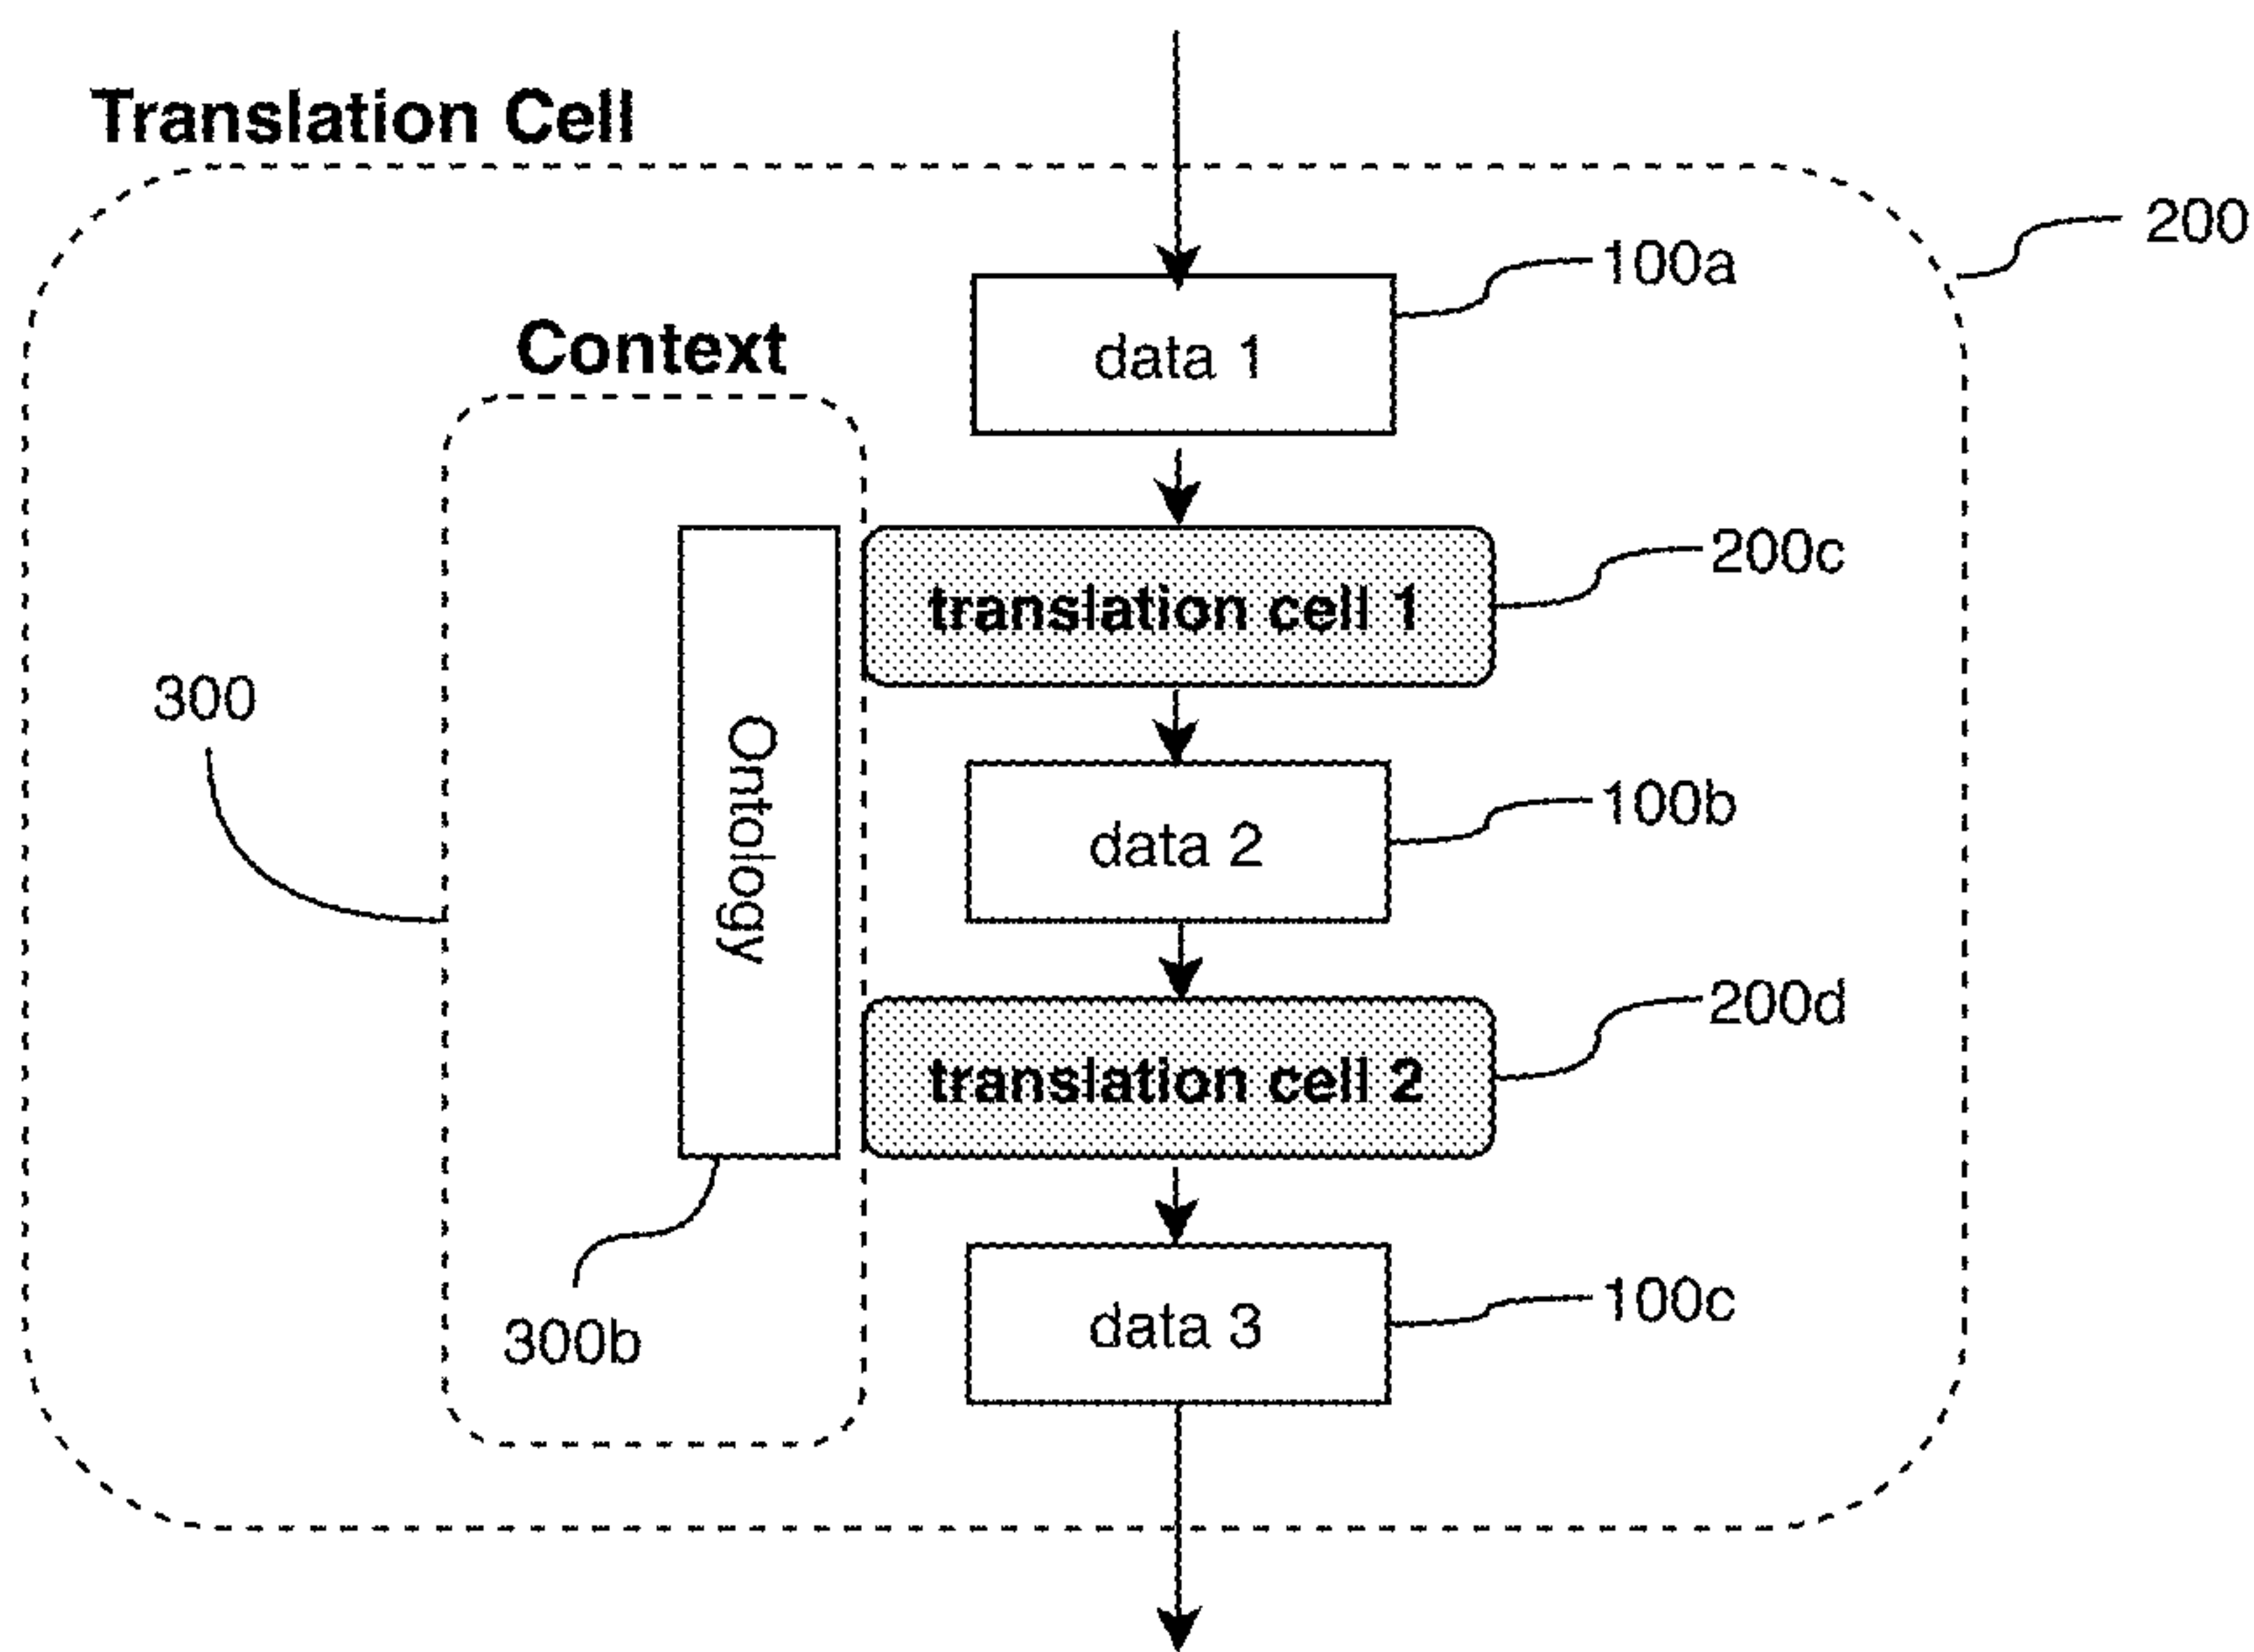 Translation Cell
200
100a
data 1
Context
200c
translation cell 1
300
Ontology
100b
data 2
200d
translation cell 2
300b
100c
data 3